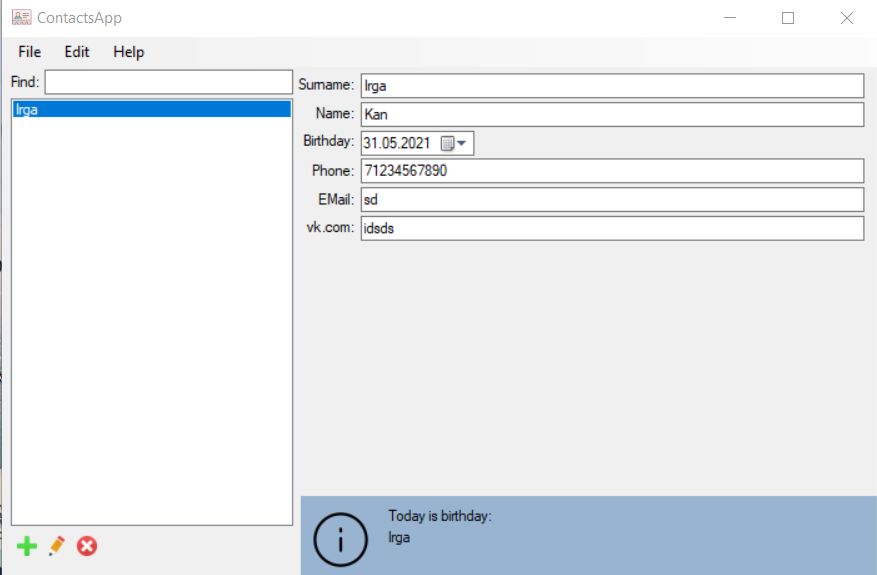 ContactsApp
File Edit Help
Find:
Irga
Surname: Irga
Name: Kan
Birthday: 31.05.2021
Phone: 71234567890
EMail: sd
vk.com: idsds
Today is birthday:
Irga